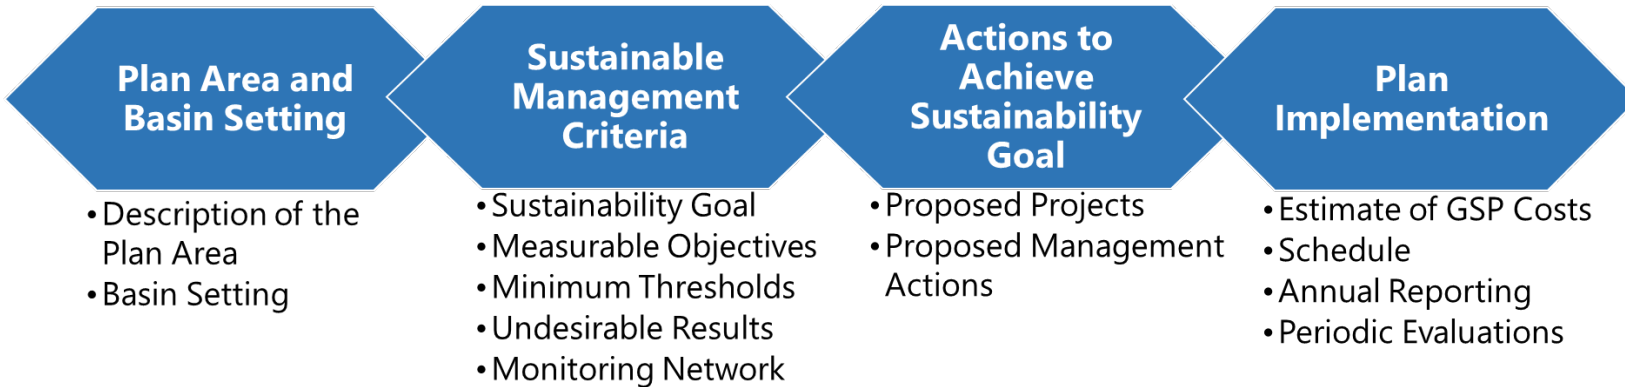 Plan Area and
Basin Setting
• Description of the
Plan Area
• Basin Setting
Sustainable
Management
Criteria
• Sustainability Goal
• Measurable Objectives
• Minimum Thresholds
• Undesirable Results
• Monitoring Network
Actions to
Achieve
Sustainability
Goal
• Proposed Projects
• Proposed Management
Actions
Plan
Implementation
• Estimate of GSP Costs
• Schedule
• Annual Reporting
• Periodic Evaluations